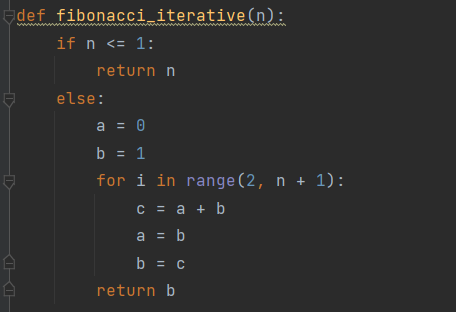 def fibonacci_iterative(n):
    if n <= 1:
        return n
    else:
        a = 0
        b = 1
        for i in range(2, n + 1):
            c = a + b
            a = b
            b = c
        return b